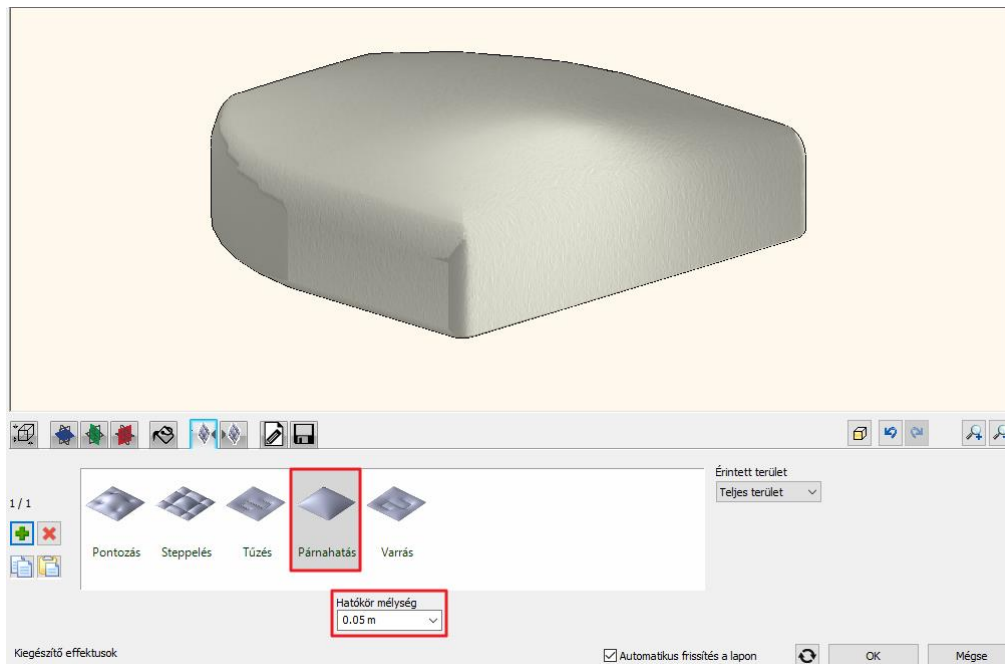 Érintett terület
Teljes terület
1 / 1
Pontozás
Steppelés
Tűzés
Párnahatás
Varrás
Hatókör mélység
0.05 m
Kiegészítő effektusok
Automatikus frissítés a lapon
OK
Mégse